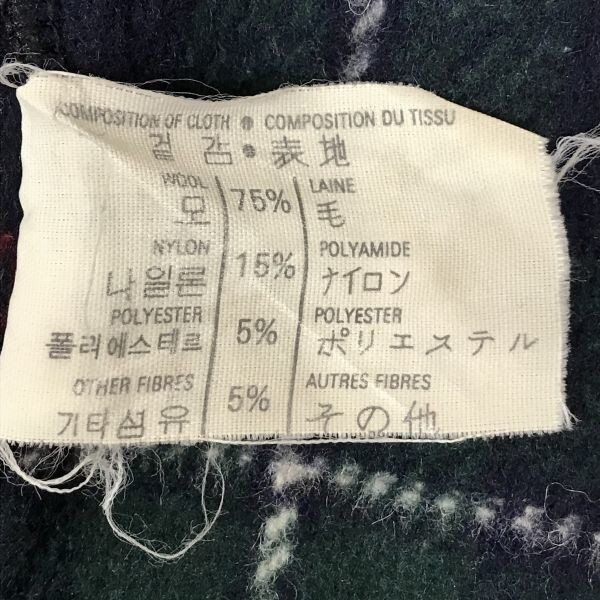 COMPOSITION OF CLOTH • COMPOSITION DU TISSU
겉감・表地
WOOL 75% LAINE
모 毛
NYLON 15% POLYAMIDE
나일론 ナイロン
POLYESTER 5% POLYESTER
폴리에스테르 ポリエステル
OTHER FIBRES 5% AUTRES FIBRES
기타섬유 その他